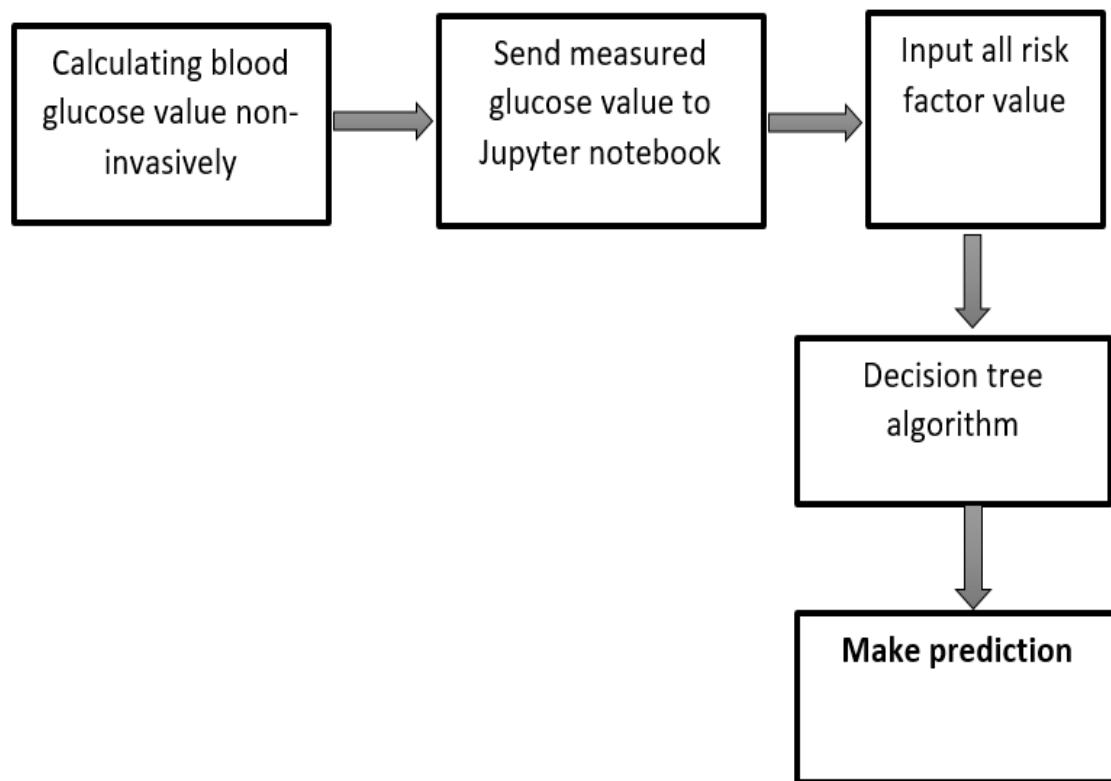 Calculating blood
glucose value non-
invasively
Send measured
glucose value to
Jupyter notebook
Input all risk
factor value
Decision tree
algorithm
Make prediction